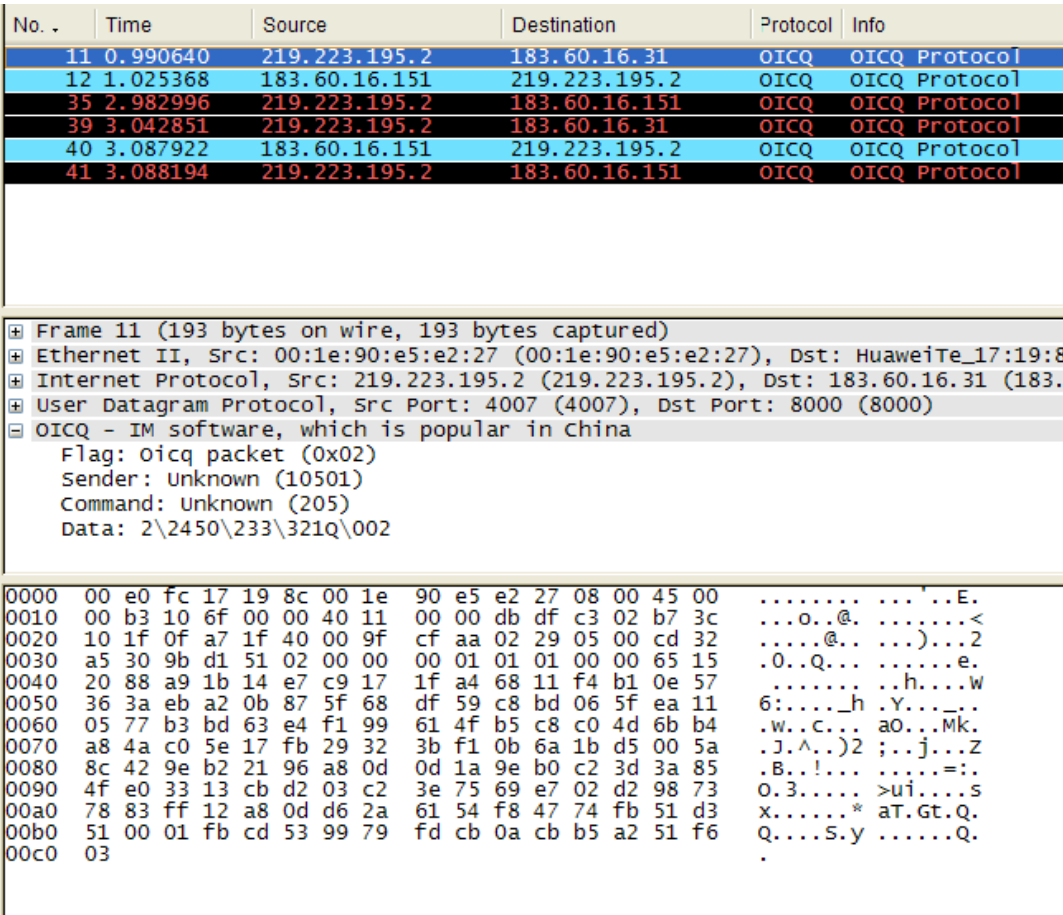 No. Time Source Destination Protocol Info
11 0.990640 219.223.195.2 183.60.16.31 OICQ OICQ Protocol
12 1.025368 183.60.16.151 219.223.195.2 OICQ OICQ Protocol
35 2.982996 219.223.195.2 183.60.16.151 OICQ OICQ Protocol
39 3.042851 219.223.195.2 183.60.16.31 OICQ OICQ Protocol
40 3.087922 183.60.16.151 219.223.195.2 OICQ OICQ Protocol
41 3.088194 219.223.195.2 183.60.16.151 OICQ OICQ Protocol
Frame 11 (193 bytes on wire, 193 bytes captured)
Ethernet II, Src: 00:1e:90:e5:e2:27 (00:1e:90:e5:e2:27), Dst: HuaweiTe_17:19:8
Internet Protocol, Src: 219.223.195.2 (219.223.195.2), Dst: 183.60.16.31 (183.
User Datagram Protocol, Src Port: 4007 (4007), Dst Port: 8000 (8000)
OICQ - IM software, which is popular in China
Flag: Oicq packet (0x02)
Sender: Unknown (10501)
Command: Unknown (205)
Data: 2\2450\233\321Q\002
0000 00 e0 fc 17 19 8c 00 1e 90 e5 e2 27 08 00 45 00 ........ ...'..E.
0010 00 b3 10 6f 00 00 40 11 00 00 db df c3 02 b7 3c ...o..@. .......<
0020 10 1f 0f a7 1f 40 00 9f cf aa 02 29 05 00 cd 32 .....@.. ...)...2
0030 a5 30 9b d1 51 02 00 00 00 01 01 01 00 00 65 15 .0..Q... ......e.
0040 20 88 a9 1b 14 e7 c9 17 1f a4 68 11 f4 b1 0e 57 ....... ..h....W
0050 36 3a eb a2 0b 87 5f 68 df 59 c8 bd 06 5f ea 11 6:...._h .Y..._..
0060 05 77 b3 bd 63 e4 f1 99 61 4f b5 c8 c0 4d 6b b4 .w..c... aO...Mk.
0070 a8 4a c0 5e 17 fb 29 32 3b f1 0b 6a 1b d5 00 5a .J.^..)2 ;..j...Z
0080 8c 42 9e b2 21 96 a8 0d 0d 1a 9e b0 c2 3d 3a 85 .B..!... .....=:.
0090 4f e0 33 13 cb d2 03 c2 3e 75 69 e7 02 d2 98 73 O.3..... >ui....s
00a0 78 83 ff 12 a8 0d d6 2a 61 54 f8 47 74 fb 51 d3 x......* aT.Gt.Q.
00b0 51 00 01 fb cd 53 99 79 fd cb 0a cb b5 a2 51 f6 Q....S.y ......Q.
00c0 03 .